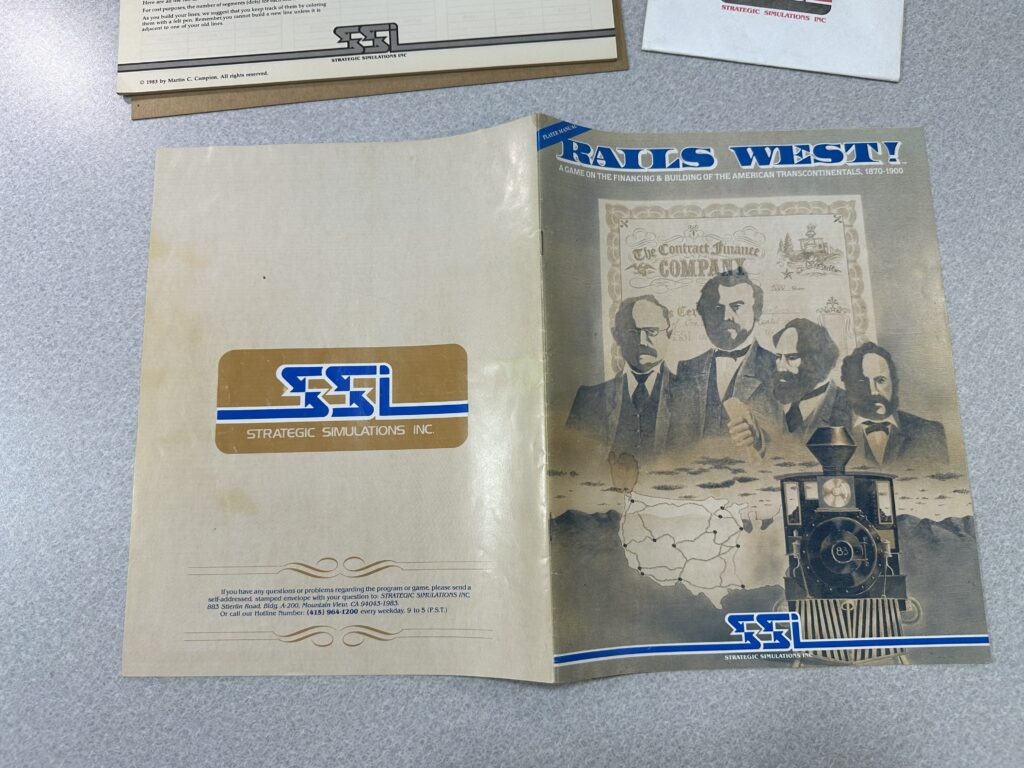 Here are all the
For cost purposes, the number of segments (dots) for
As you build your lines, we suggest that you keep track of them by coloring
them with a felt pen. Remember, you cannot build a new line unless it is
adjacent to one of your old lines.
SSI
STRATEGIC SIMULATIONS INC
© 1983 by Martin C. Campion. All rights reserved.
STRATEGIC SIMULATIONS INC
PLAYER MANUAL
RAILS WEST!™
A GAME ON THE FINANCING & BUILDING OF THE AMERICAN TRANSCONTINENTALS, 1870-1900
The Contract Finance
COMPANY
83
SSI
STRATEGIC SIMULATIONS INC
SSI
STRATEGIC SIMULATIONS INC.
If you have any questions or problems regarding the program or game, please send a
self-addressed, stamped envelope with your question to: STRATEGIC SIMULATIONS INC,
883 Stierlin Road, Bldg. A-200, Mountain View, CA 94043-1983.
Or call our Hotline Number: (415) 964-1200 every weekday, 9 to 5 (P.S.T.)